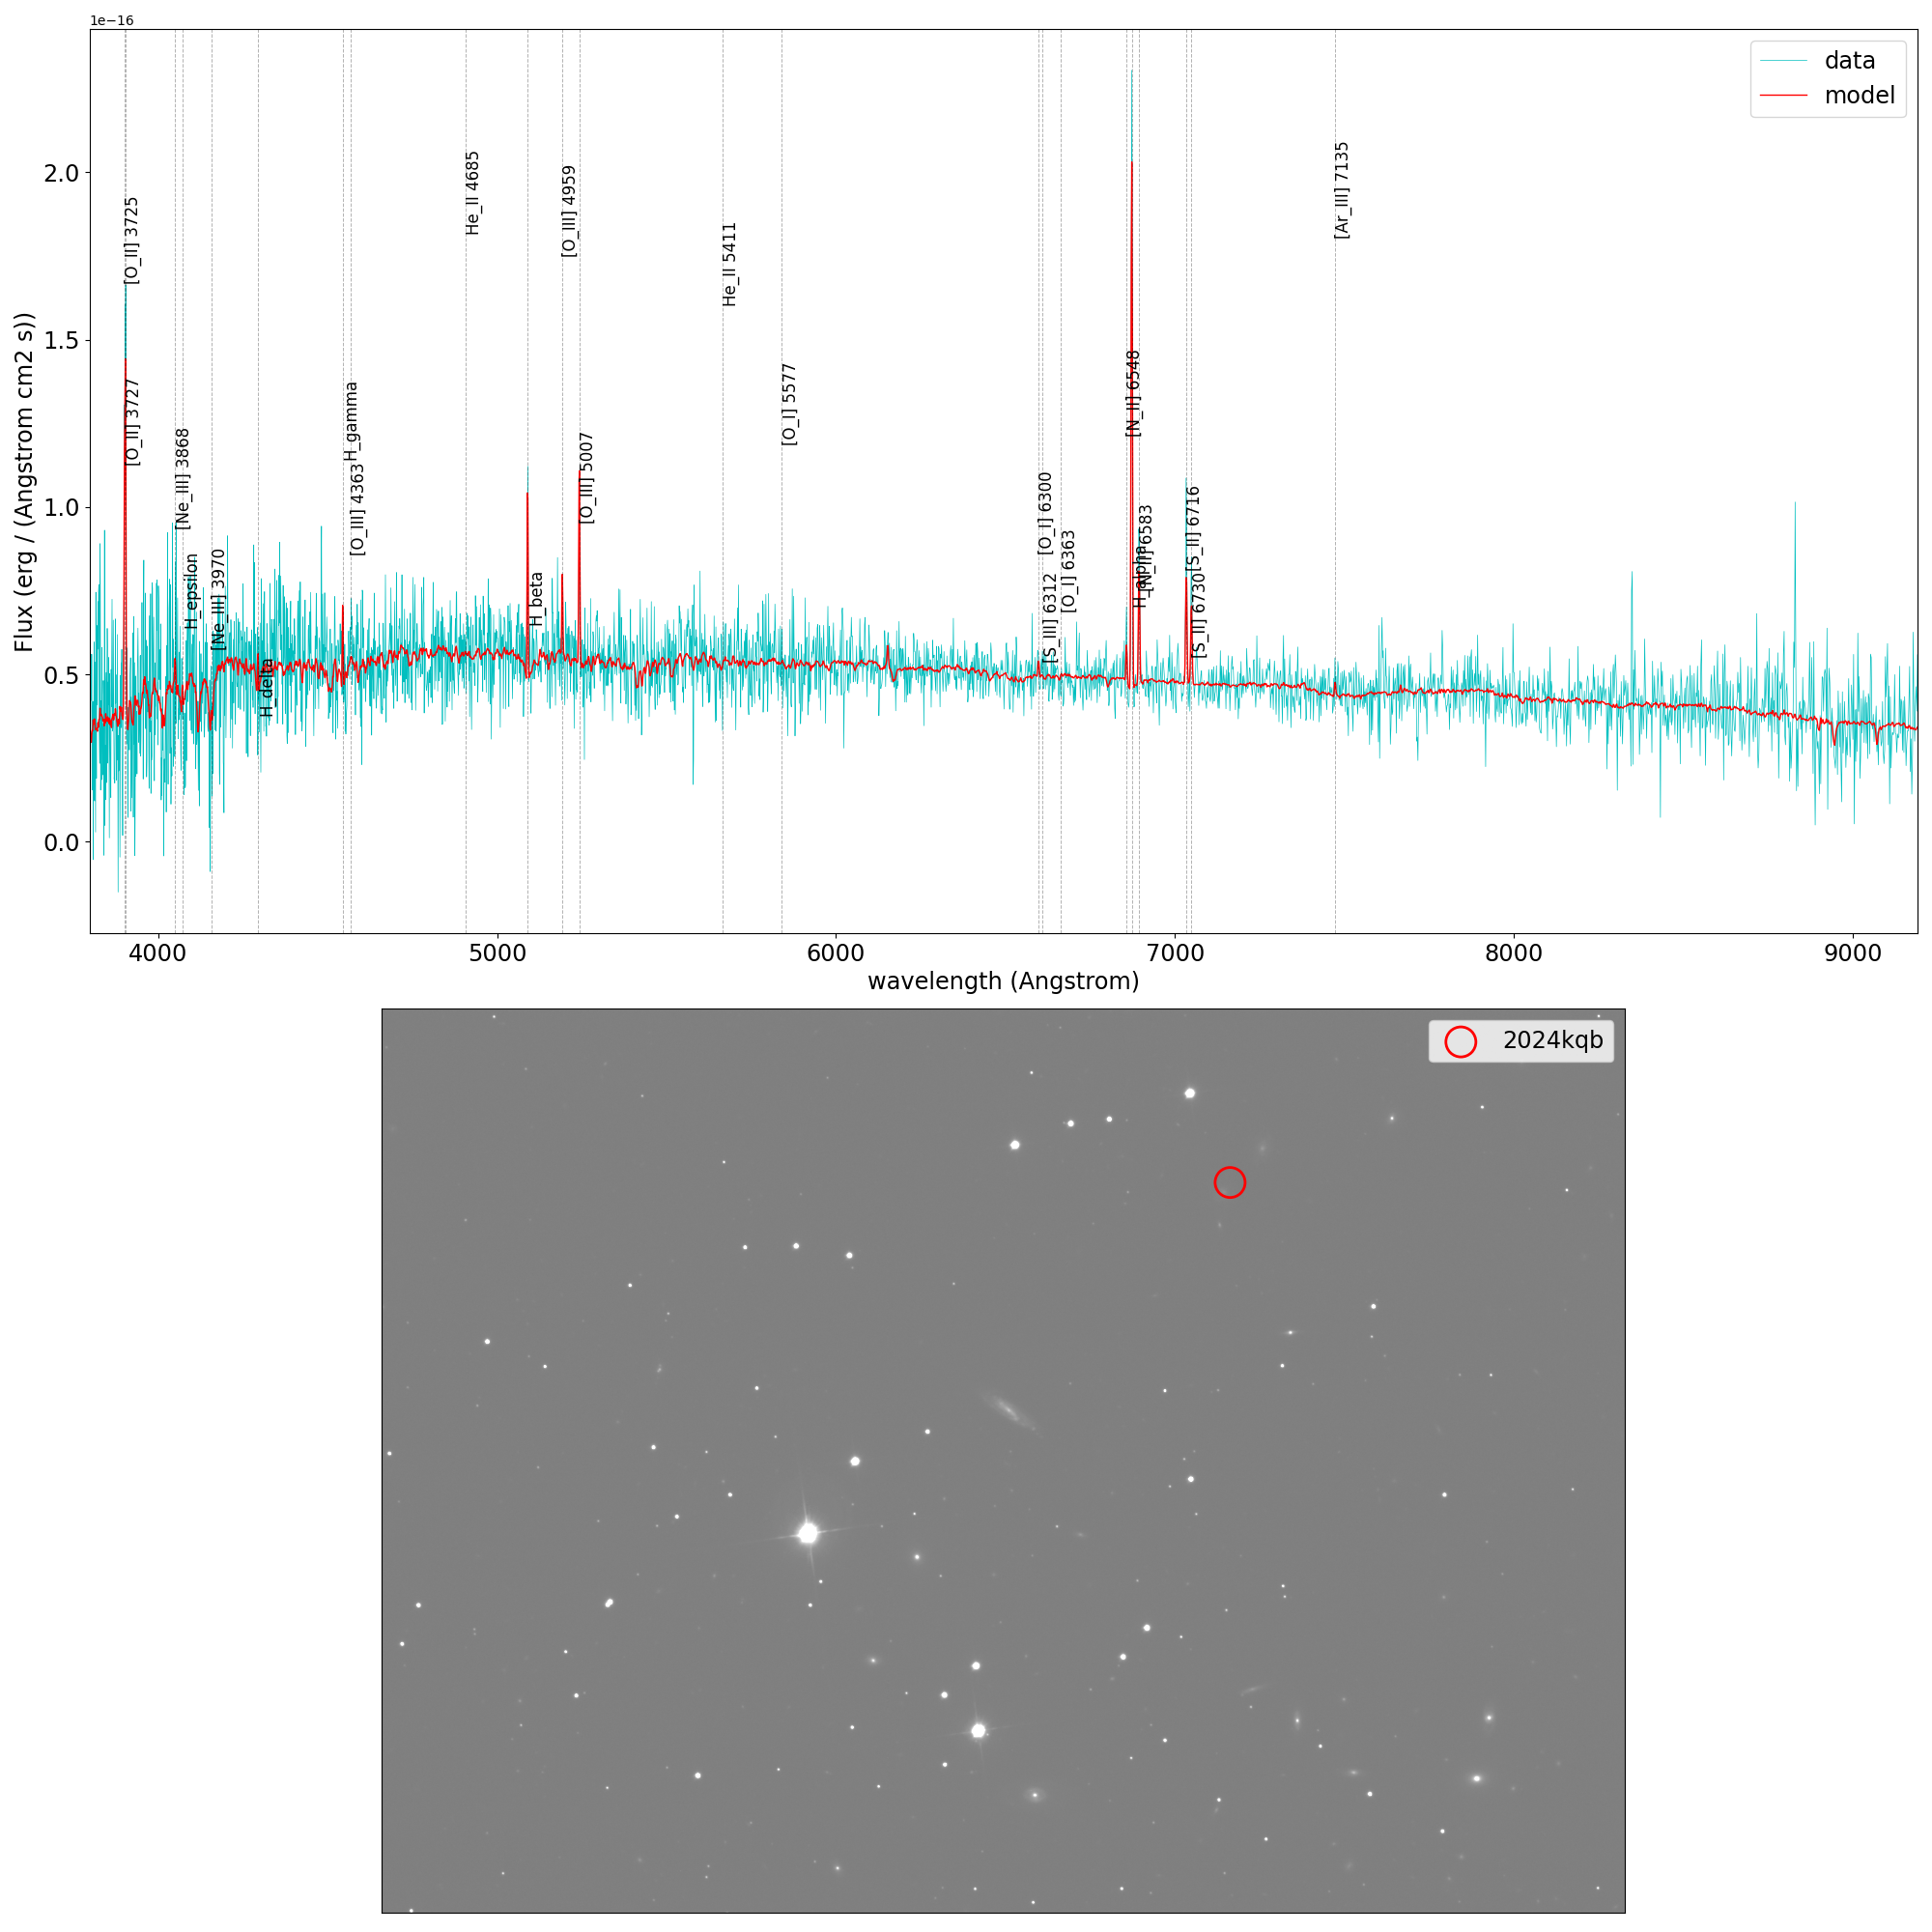 1e−16
data
model
Flux (erg / (Angstrom cm2 s))
2.0
1.5
1.0
0.5
0.0
[O_II] 3725
[O_II] 3727
[Ne_III] 3868
H_epsilon
[Ne_III] 3970
H_delta
H_gamma
[O_III] 4363
He_II 4685
H_beta
[O_III] 4959
[O_III] 5007
He_II 5411
[O_I] 5577
[O_I] 6300
[S_III] 6312
[O_I] 6363
[N_II] 6548
H_alpha
[N_II] 6583
[S_II] 6716
[S_II] 6730
[Ar_III] 7135
4000 5000 6000 7000 8000 9000
wavelength (Angstrom)
2024kqb